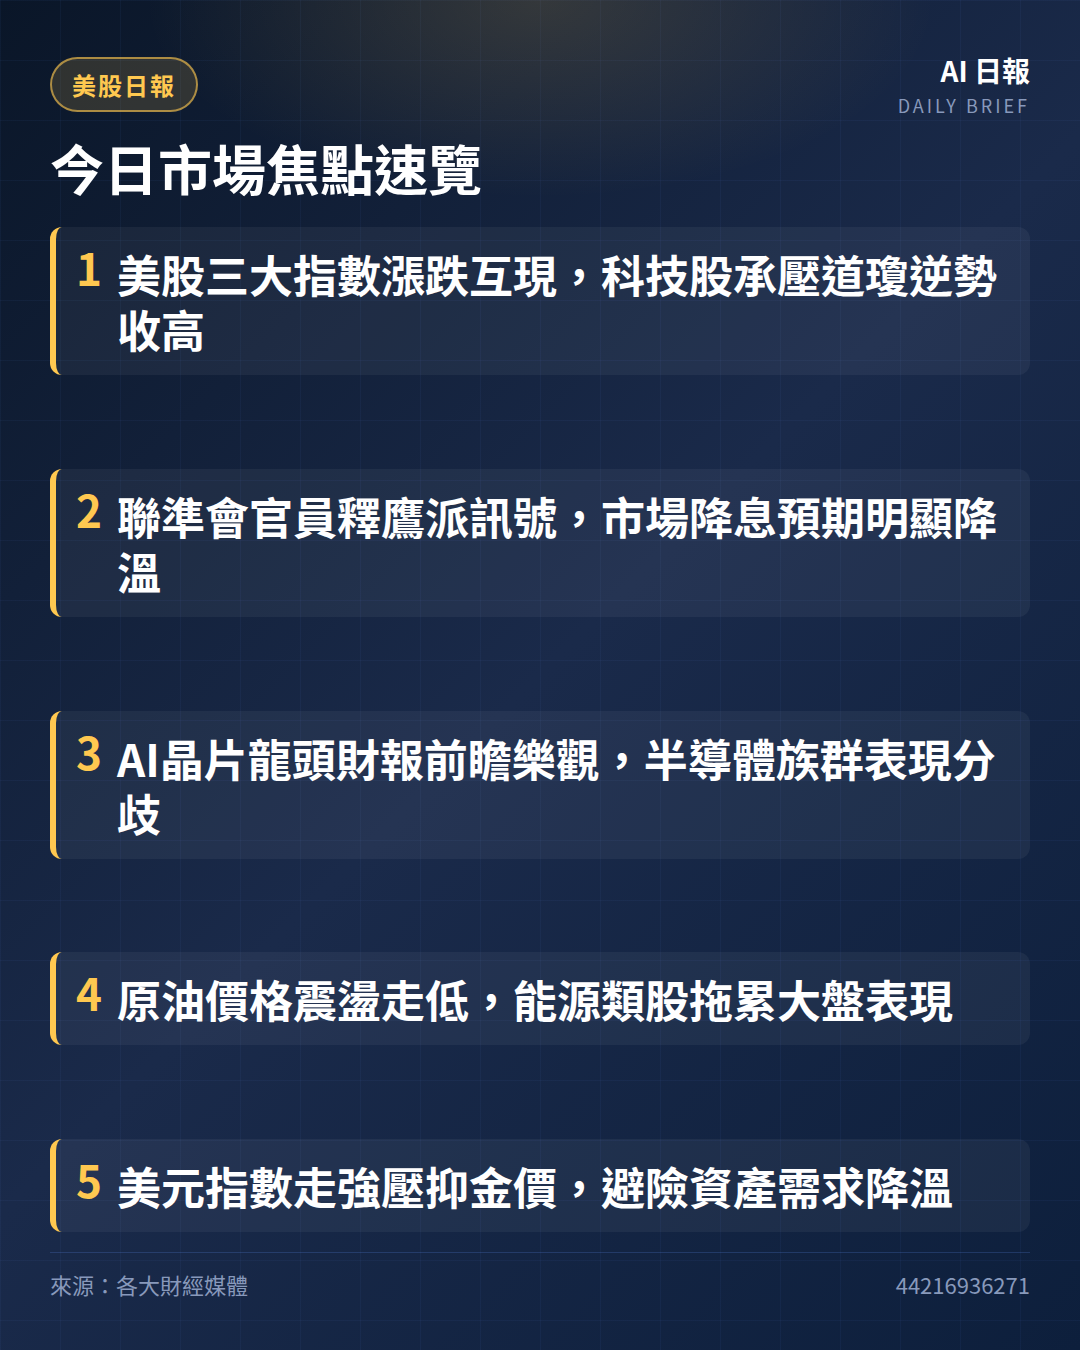 美股日報
AI 日報
DAILY BRIEF
今日市場焦點速覽
1 美股三大指數漲跌互現，科技股承壓道瓊逆勢
收高
2 聯準會官員釋鷹派訊號，市場降息預期明顯降
溫
3 AI晶片龍頭財報前瞻樂觀，半導體族群表現分
歧
4 原油價格震盪走低，能源類股拖累大盤表現
5 美元指數走強壓抑金價，避險資產需求降溫
來源：各大財經媒體
44216936271